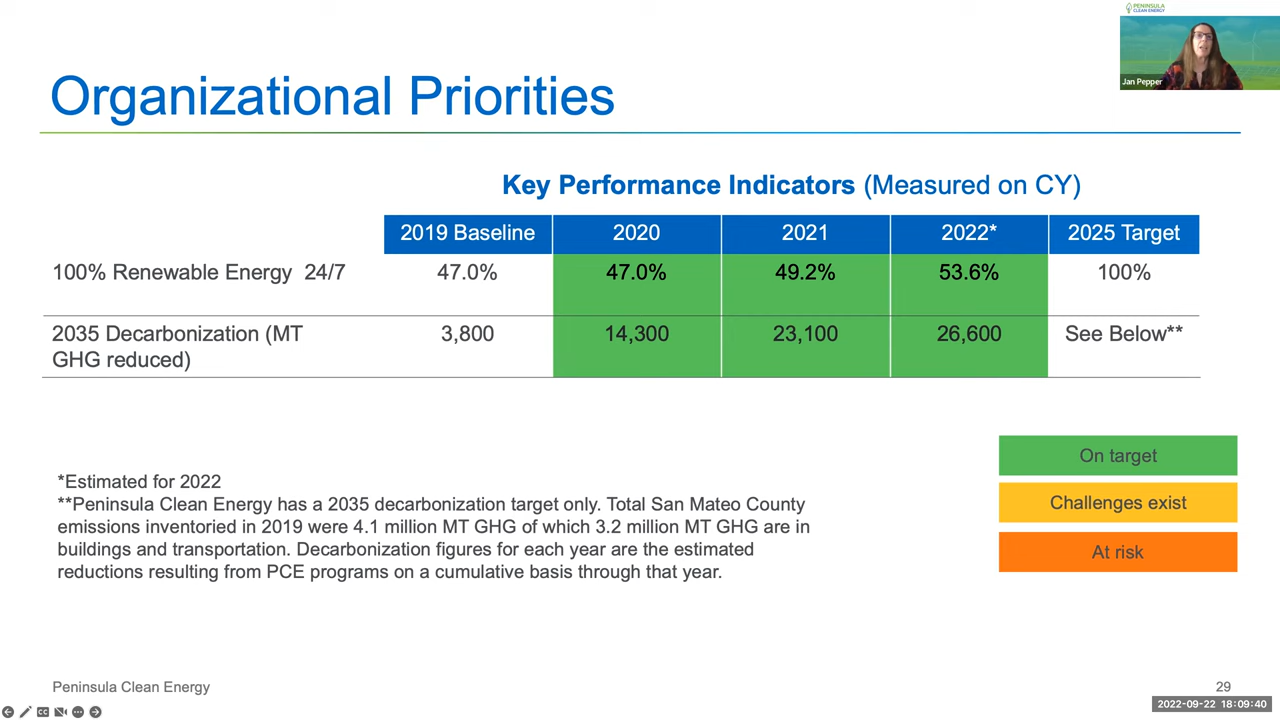 PENINSULA
CLEAN ENERGY
Jan Pepper
Organizational Priorities
Key Performance Indicators (Measured on CY)
2019 Baseline 2020 2021 2022* 2025 Target
100% Renewable Energy 24/7 47.0% 47.0% 49.2% 53.6% 100%
2035 Decarbonization (MT 3,800 14,300 23,100 26,600 See Below**
GHG reduced)
On target
Challenges exist
At risk
*Estimated for 2022
**Peninsula Clean Energy has a 2035 decarbonization target only. Total San Mateo County
emissions inventoried in 2019 were 4.1 million MT GHG of which 3.2 million MT GHG are in
buildings and transportation. Decarbonization figures for each year are the estimated
reductions resulting from PCE programs on a cumulative basis through that year.
Peninsula Clean Energy 29
CC
2022-09-22 18:09:40